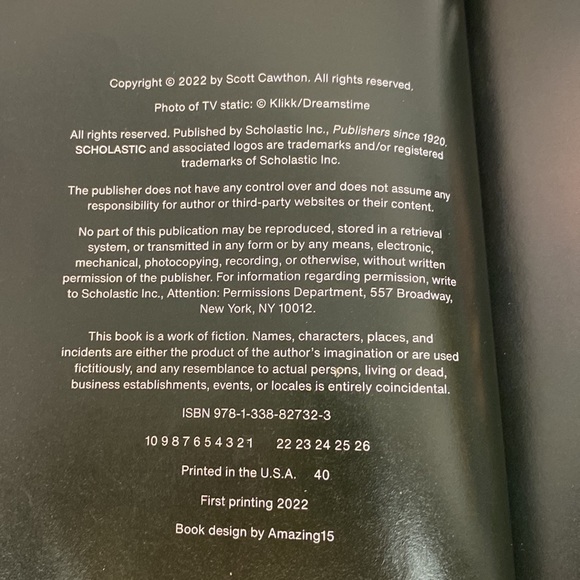 Copyright © 2022 by Scott Cawthon. All rights reserved.
Photo of TV static: © Klikk/Dreamstime
All rights reserved. Published by Scholastic Inc., Publishers since 1920.
SCHOLASTIC and associated logos are trademarks and/or registered
trademarks of Scholastic Inc.
The publisher does not have any control over and does not assume any
responsibility for author or third-party websites or their content.
No part of this publication may be reproduced, stored in a retrieval
system, or transmitted in any form or by any means, electronic,
mechanical, photocopying, recording, or otherwise, without written
permission of the publisher. For information regarding permission, write
to Scholastic Inc., Attention: Permissions Department, 557 Broadway,
New York, NY 10012.
This book is a work of fiction. Names, characters, places, and
incidents are either the product of the author's imagination or are used
fictitiously, and any resemblance to actual persons, living or dead,
business establishments, events, or locales is entirely coincidental.
ISBN 978-1-338-82732-3
10 9 8 7 6 5 4 3 2 1 22 23 24 25 26
Printed in the U.S.A. 40
First printing 2022
Book design by Amazing15